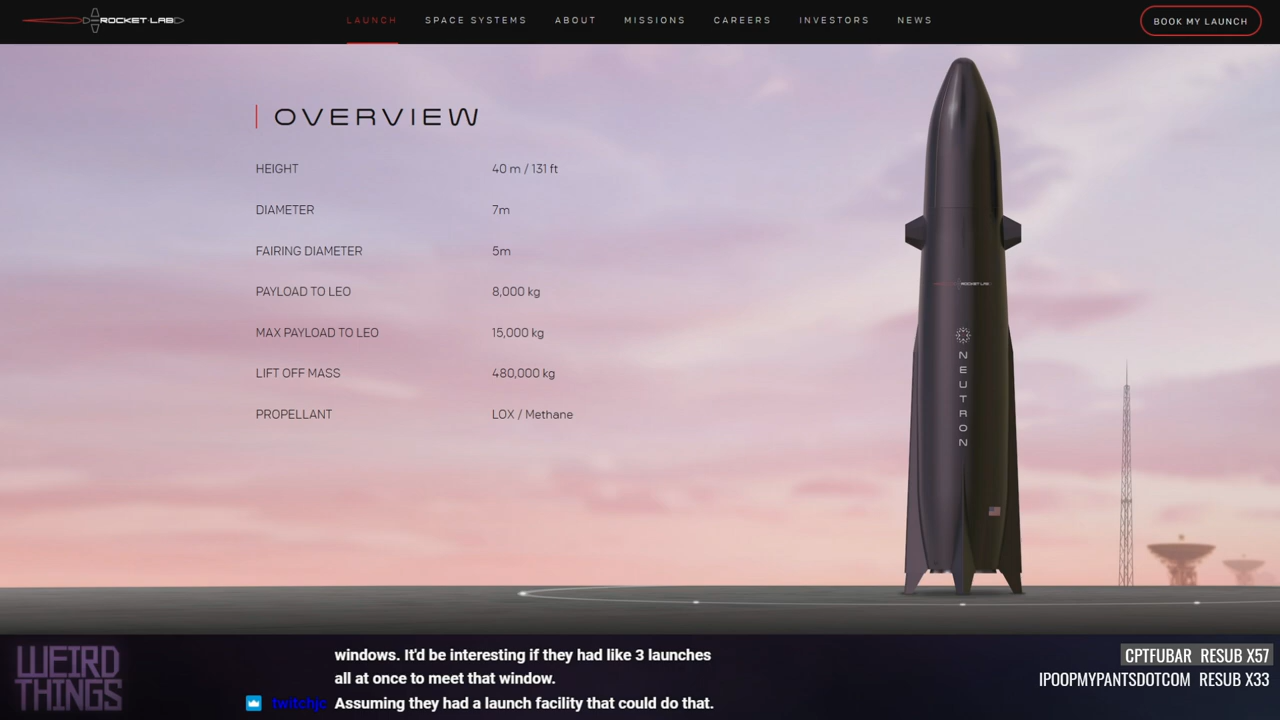 ROCKET LAB
LAUNCH
SPACE SYSTEMS
ABOUT
MISSIONS
CAREERS
INVESTORS
NEWS
BOOK MY LAUNCH
OVERVIEW
HEIGHT 40 m / 131 ft
DIAMETER 7m
FAIRING DIAMETER 5m
PAYLOAD TO LEO 8,000 kg
MAX PAYLOAD TO LEO 15,000 kg
LIFT OFF MASS 480,000 kg
PROPELLANT LOX / Methane
ROCKET LAB
NEUTRON
WEIRD
THINGS
windows. It'd be interesting if they had like 3 launches
all at once to meet that window.
twitchjc Assuming they had a launch facility that could do that.
CPTFUBAR RESUB X57
IPOOPMYPANTSDOTCOM RESUB X33